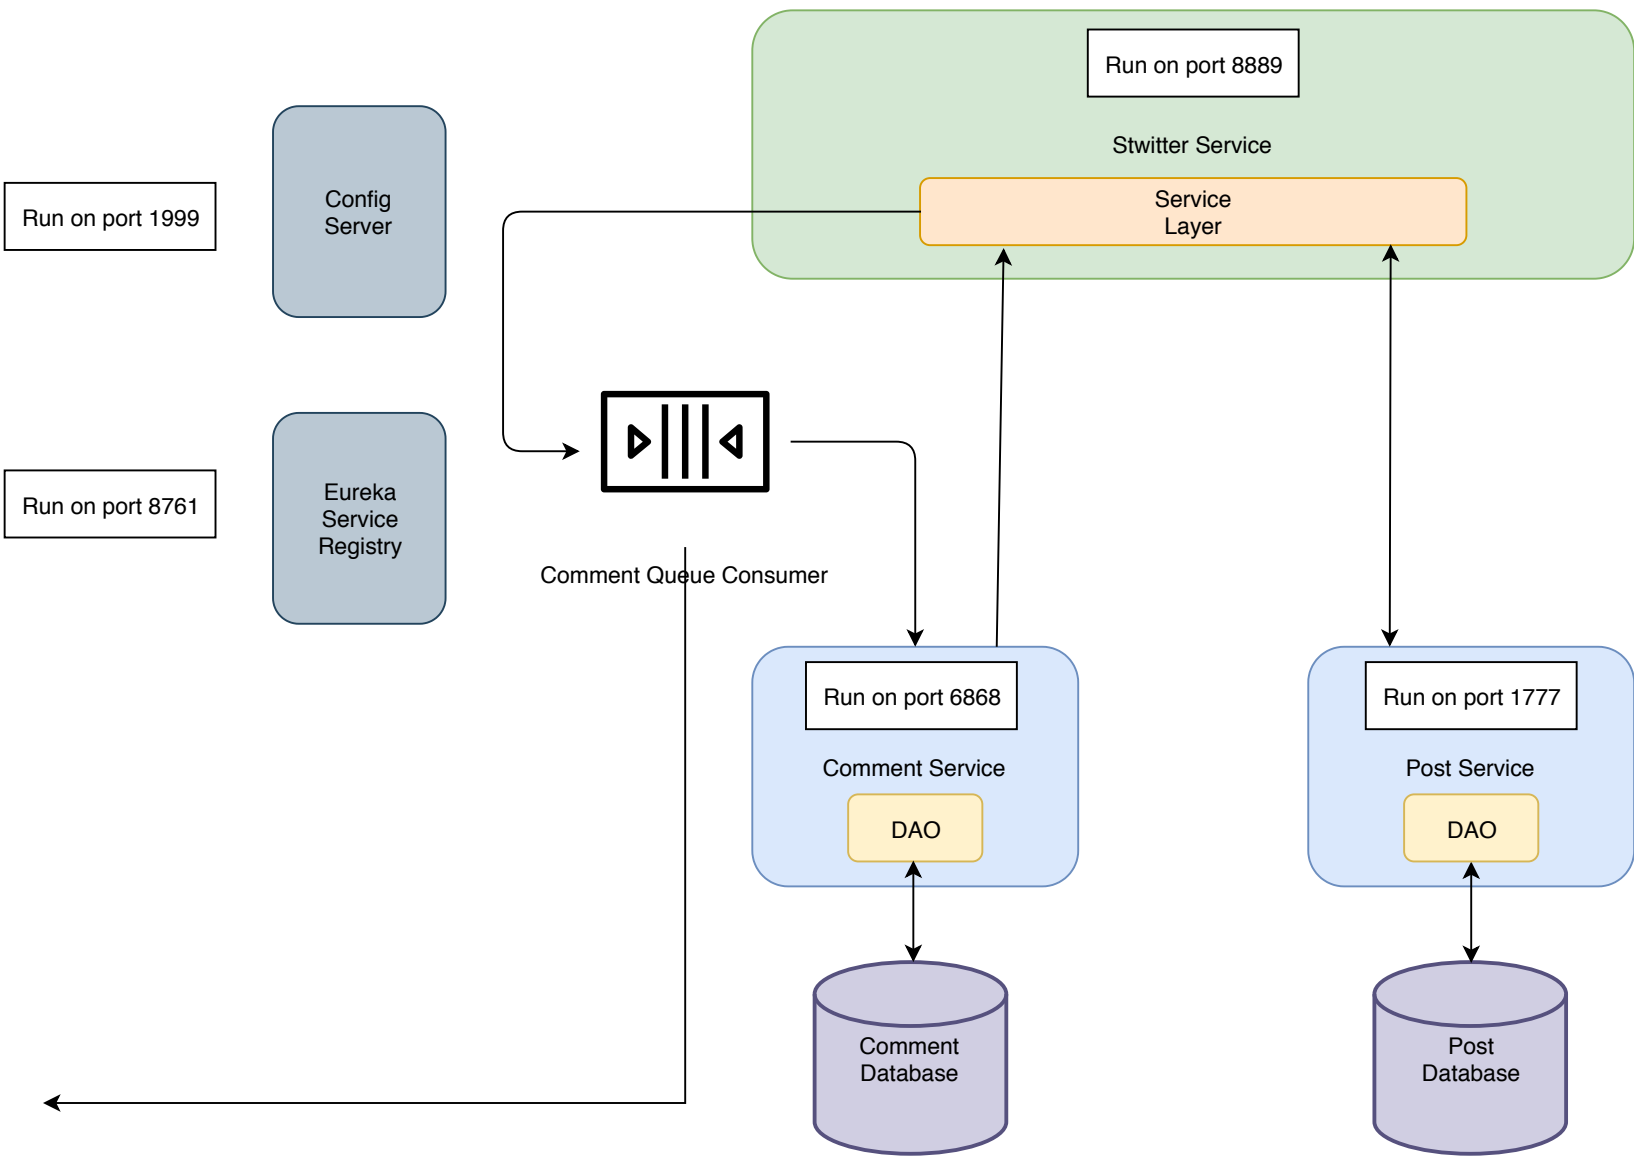 Run on port 8889
Stwitter Service
Service
Layer
Config
Server
Run on port 1999
Eureka
Service
Registry
Run on port 8761
Comment Queue Consumer
Run on port 6868
Comment Service
DAO
Run on port 1777
Post Service
DAO
Comment
Database
Post
Database